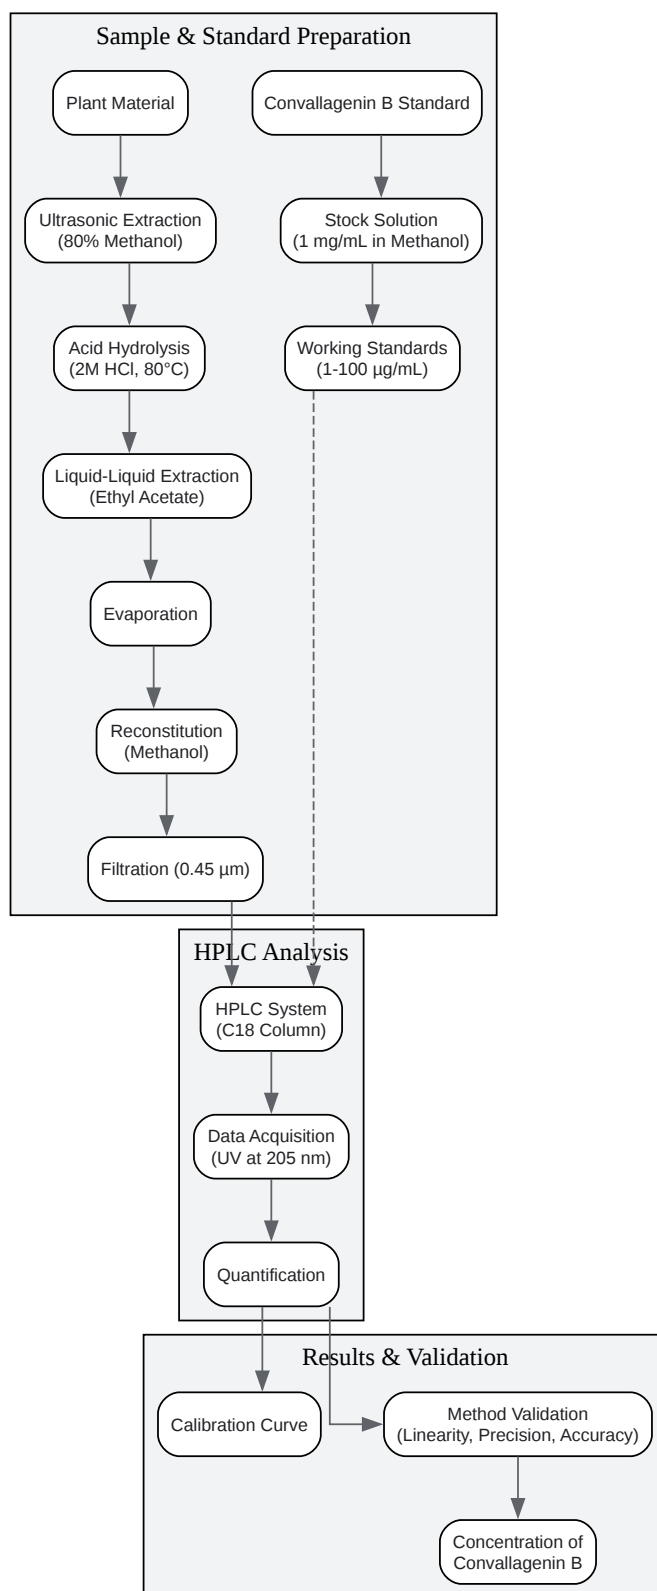 Sample & Standard Preparation
Plant Material
Convallagenin B Standard
Ultrasonic Extraction
(80% Methanol)
Stock Solution
(1 mg/mL in Methanol)
Acid Hydrolysis
(2M HCl, 80°C)
Working Standards
(1-100 µg/mL)
Liquid-Liquid Extraction
(Ethyl Acetate)
Evaporation
Reconstitution
(Methanol)
Filtration (0.45 µm)
HPLC Analysis
HPLC System
(C18 Column)
Data Acquisition
(UV at 205 nm)
Quantification
Results & Validation
Calibration Curve
Method Validation
(Linearity, Precision, Accuracy)
Concentration of
Convallagenin B